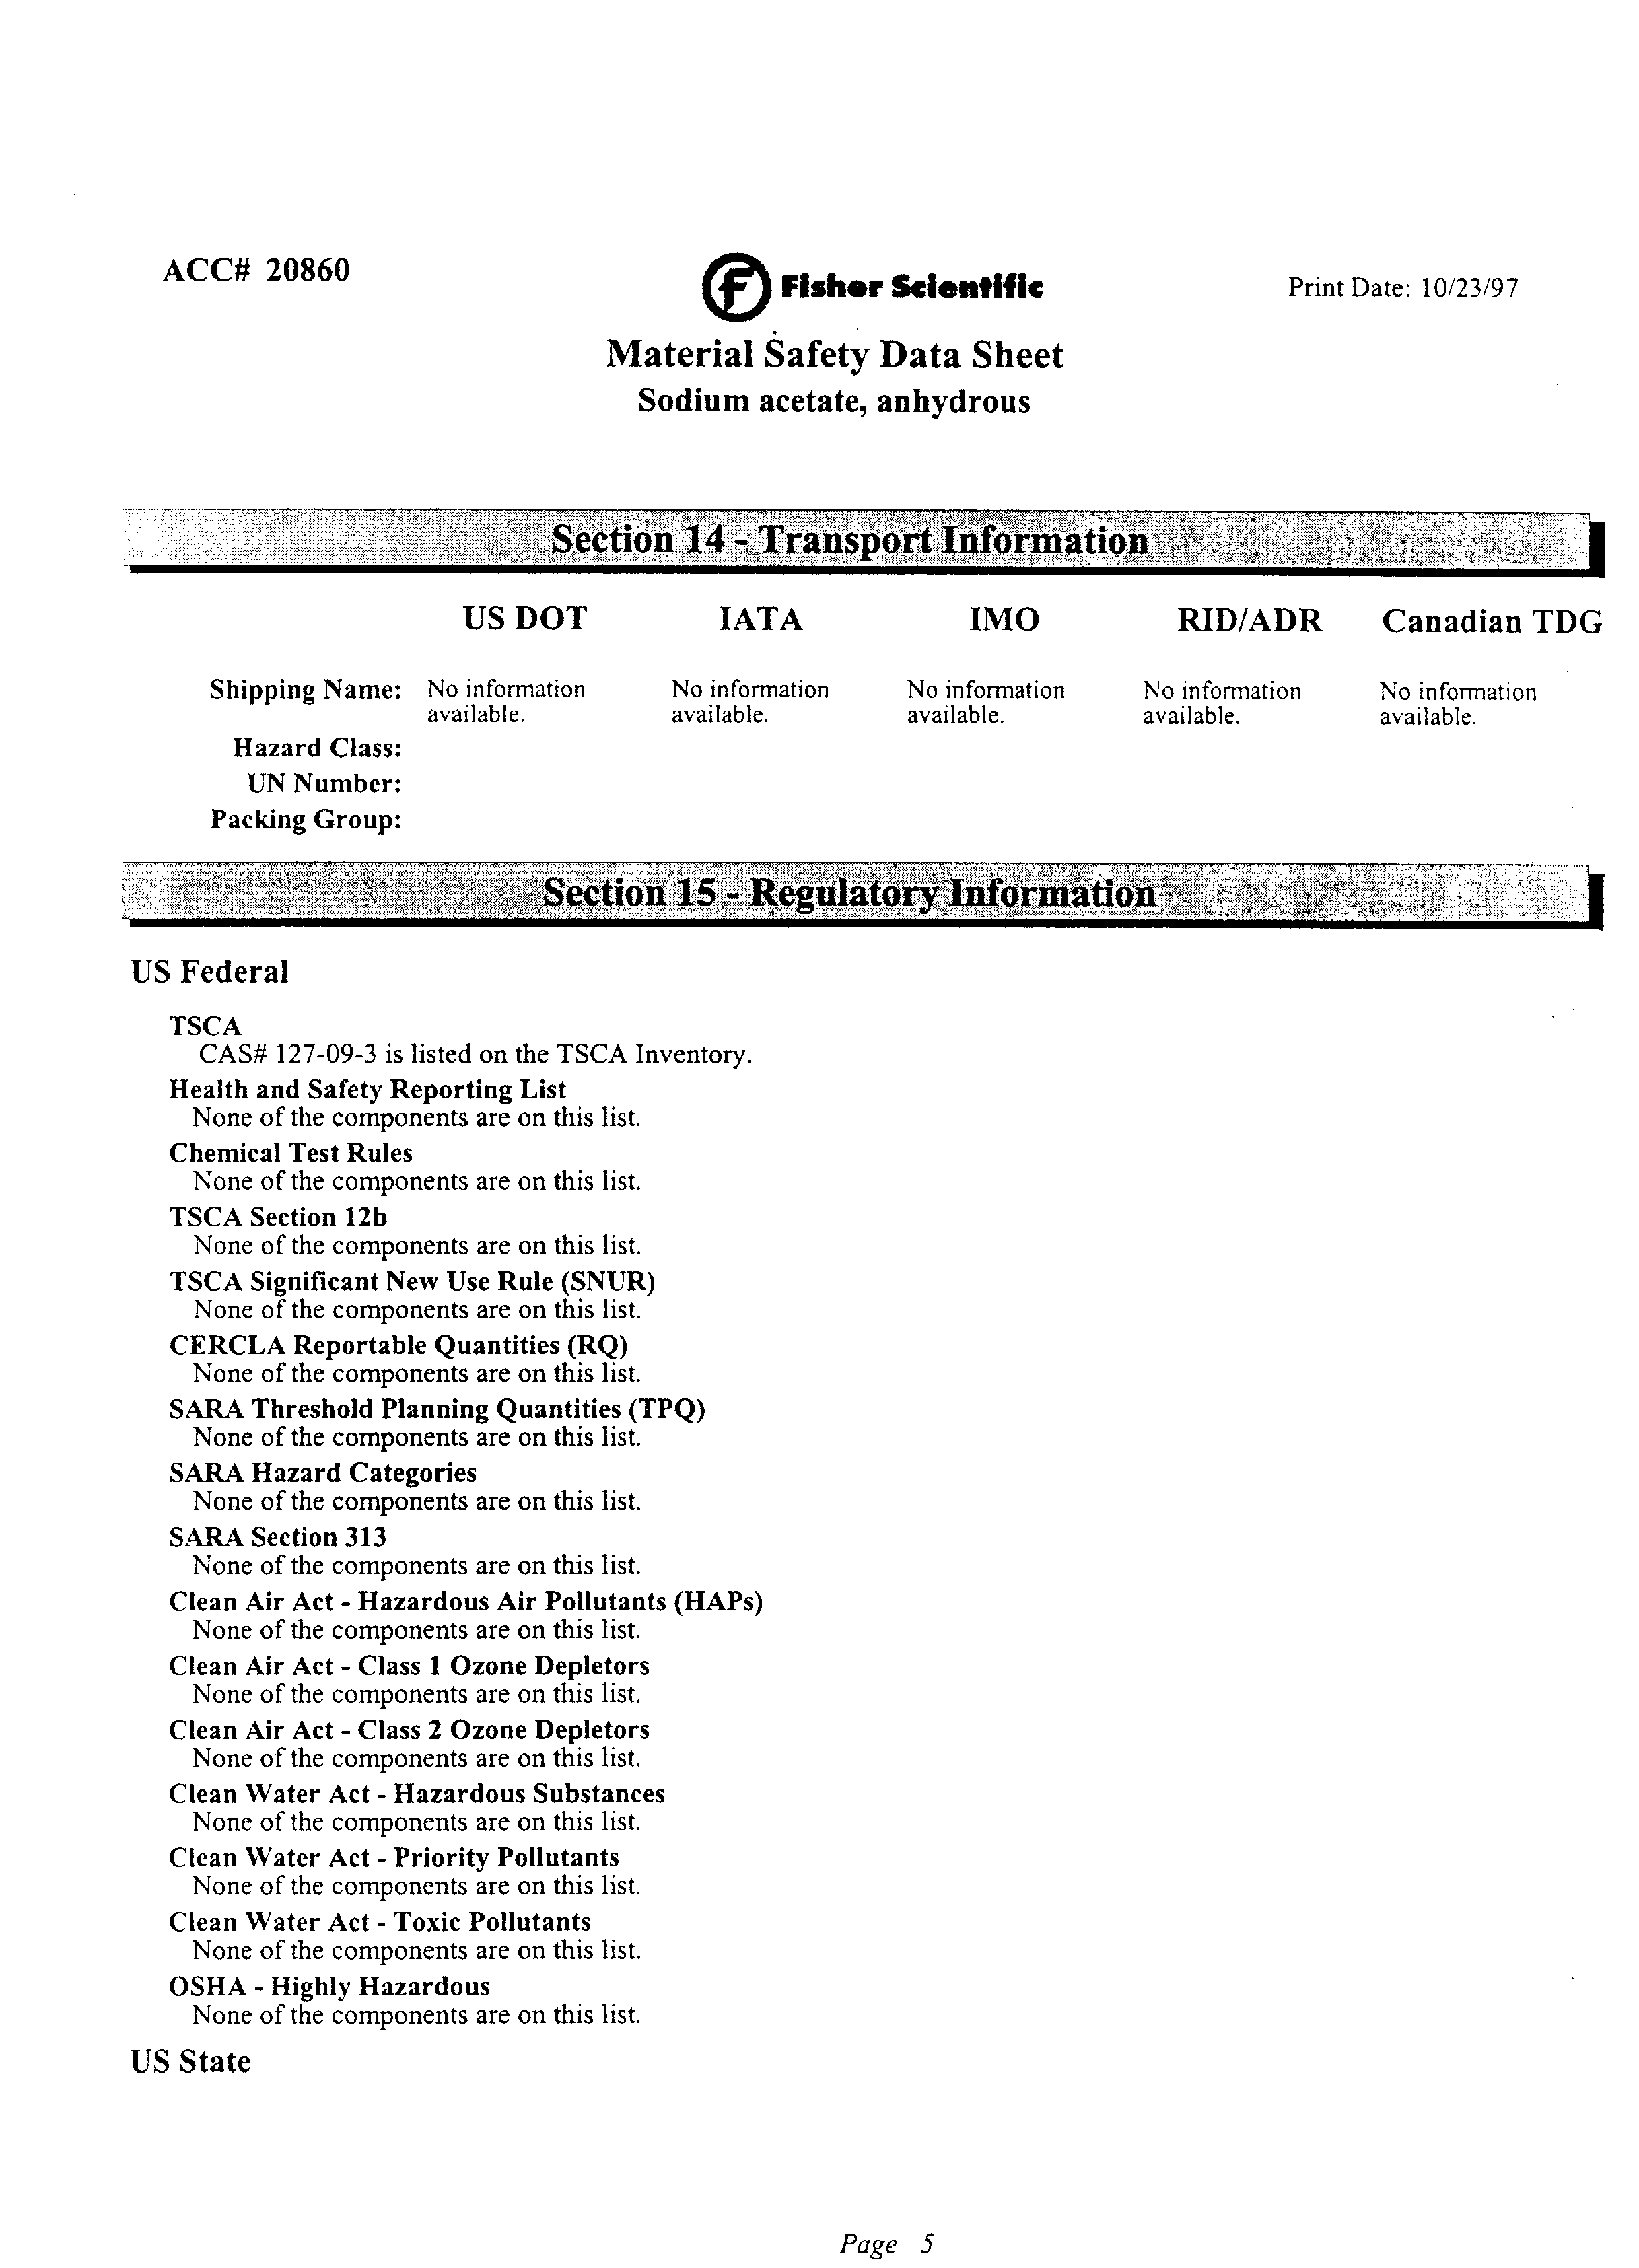 ACC# 20860
Fisher Scientific
Print Date: 10/23/97
Material Safety Data Sheet
Sodium acetate, anhydrous
Section 14 - Transport Information
US DOT IATA IMO RID/ADR Canadian TDG
Shipping Name: No information No information No information No information No information
available. available. available. available. available.
Hazard Class:
UN Number:
Packing Group:
Section 15 - Regulatory Information
US Federal
TSCA
CAS# 127-09-3 is listed on the TSCA Inventory.
Health and Safety Reporting List
None of the components are on this list.
Chemical Test Rules
None of the components are on this list.
TSCA Section 12b
None of the components are on this list.
TSCA Significant New Use Rule (SNUR)
None of the components are on this list.
CERCLA Reportable Quantities (RQ)
None of the components are on this list.
SARA Threshold Planning Quantities (TPQ)
None of the components are on this list.
SARA Hazard Categories
None of the components are on this list.
SARA Section 313
None of the components are on this list.
Clean Air Act - Hazardous Air Pollutants (HAPs)
None of the components are on this list.
Clean Air Act - Class 1 Ozone Depletors
None of the components are on this list.
Clean Air Act - Class 2 Ozone Depletors
None of the components are on this list.
Clean Water Act - Hazardous Substances
None of the components are on this list.
Clean Water Act - Priority Pollutants
None of the components are on this list.
Clean Water Act - Toxic Pollutants
None of the components are on this list.
OSHA - Highly Hazardous
None of the components are on this list.
US State
Page 5